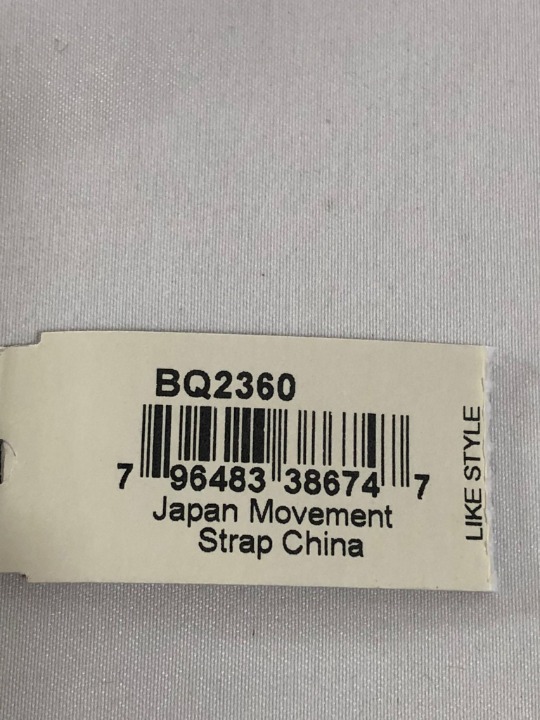 BQ2360
7 96483 38674 7
Japan Movement
Strap China
LIKE STYLE